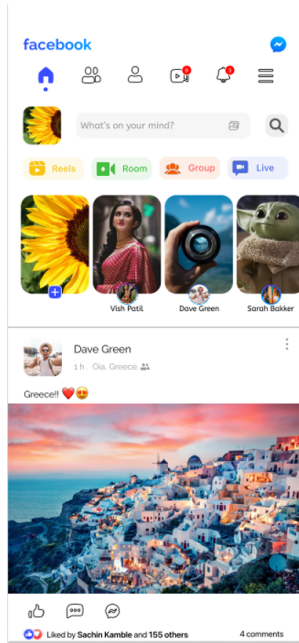 facebook
What's on your mind?
Reels Room Group Live
Vish Patil Dave Green Sarah Bakker
Dave Green
1 h . Oia, Greece
Greece!! ❤️😍
Liked by Sachin Kamble and 155 others 4 comments